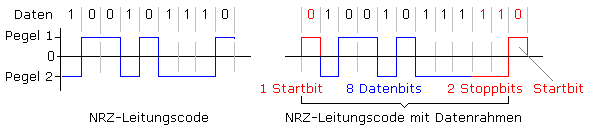 Daten 1 0 0 1 0 1 1 1 0 0 1 0 0 1 0 1 1 1 1 1 0
Pegel 1
0
Pegel 2
1 Startbit 8 Datenbits 2 Stoppbits Startbit
NRZ-Leitungscode NRZ-Leitungscode mit Datenrahmen